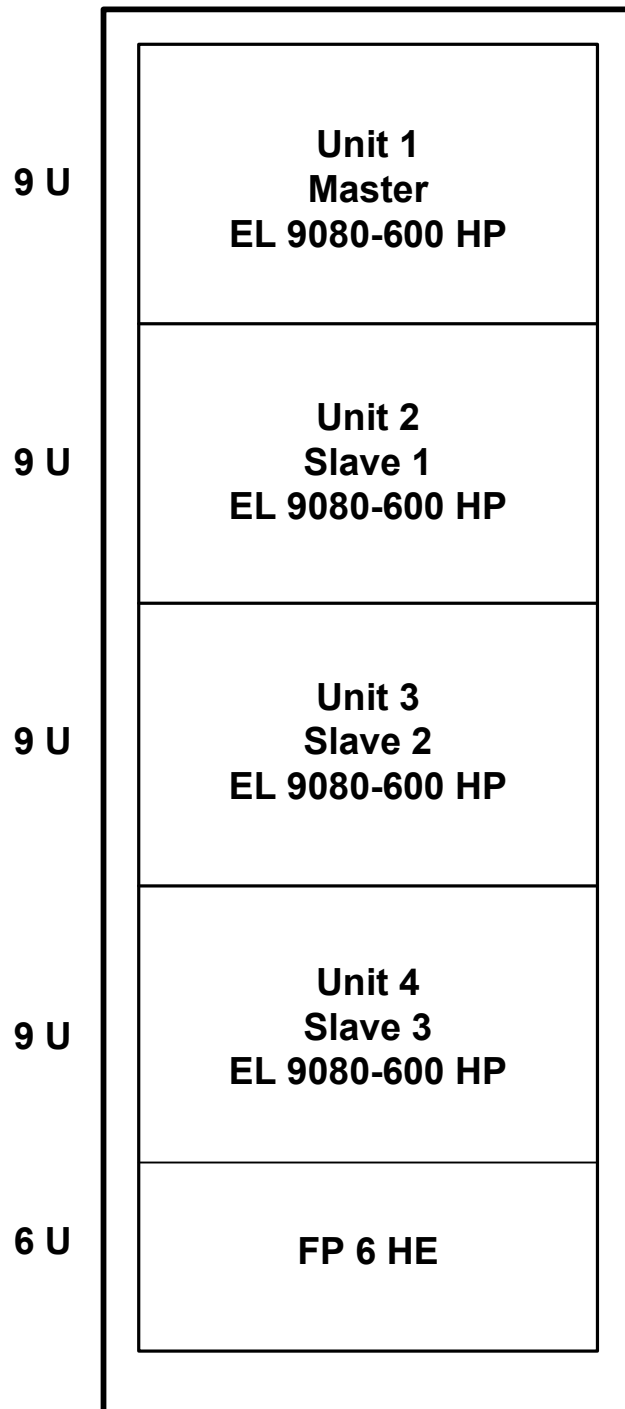 9 U
Unit 1
Master
EL 9080-600 HP
9 U
Unit 2
Slave 1
EL 9080-600 HP
9 U
Unit 3
Slave 2
EL 9080-600 HP
9 U
Unit 4
Slave 3
EL 9080-600 HP
6 U
FP 6 HE